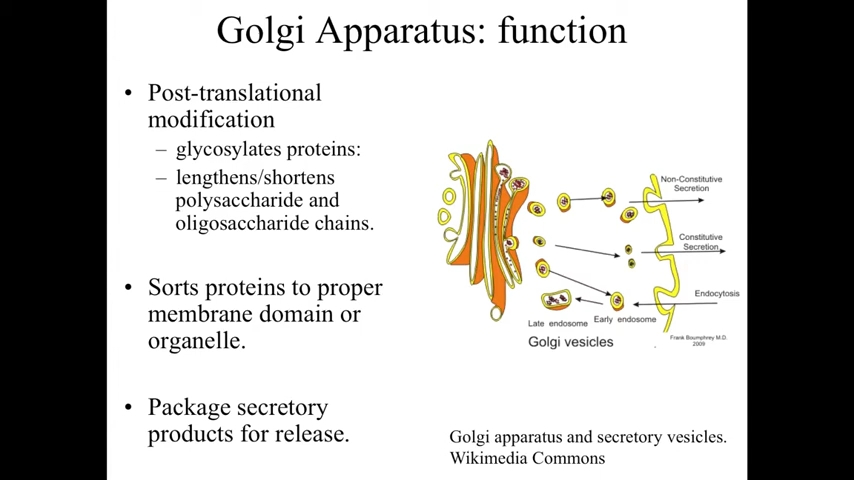 Golgi Apparatus: function
• Post-translational
modification
– glycosylates proteins:
– lengthens/shortens
polysaccharide and
oligosaccharide chains.
• Sorts proteins to proper
membrane domain or
organelle.
• Package secretory
products for release.
Non-Constitutive
Secretion
Constitutive
Secretion
Endocytosis
Late endosome
Early endosome
Golgi vesicles
Frank Boumphrey M.D.
2009
Golgi apparatus and secretory vesicles.
Wikimedia Commons